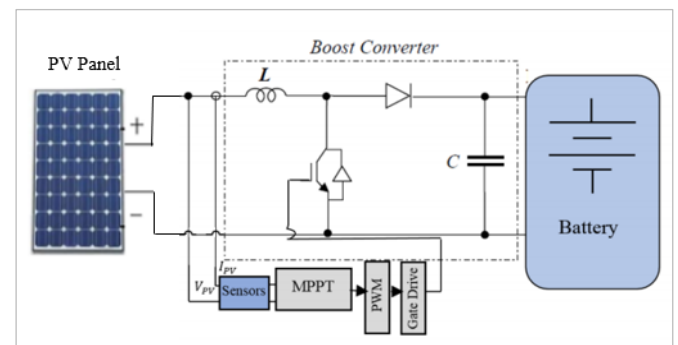 Boost Converter
PV Panel
L
+
C
−
Battery
I_PV
V_PV
Sensors
MPPT
PWM
Gate Drive